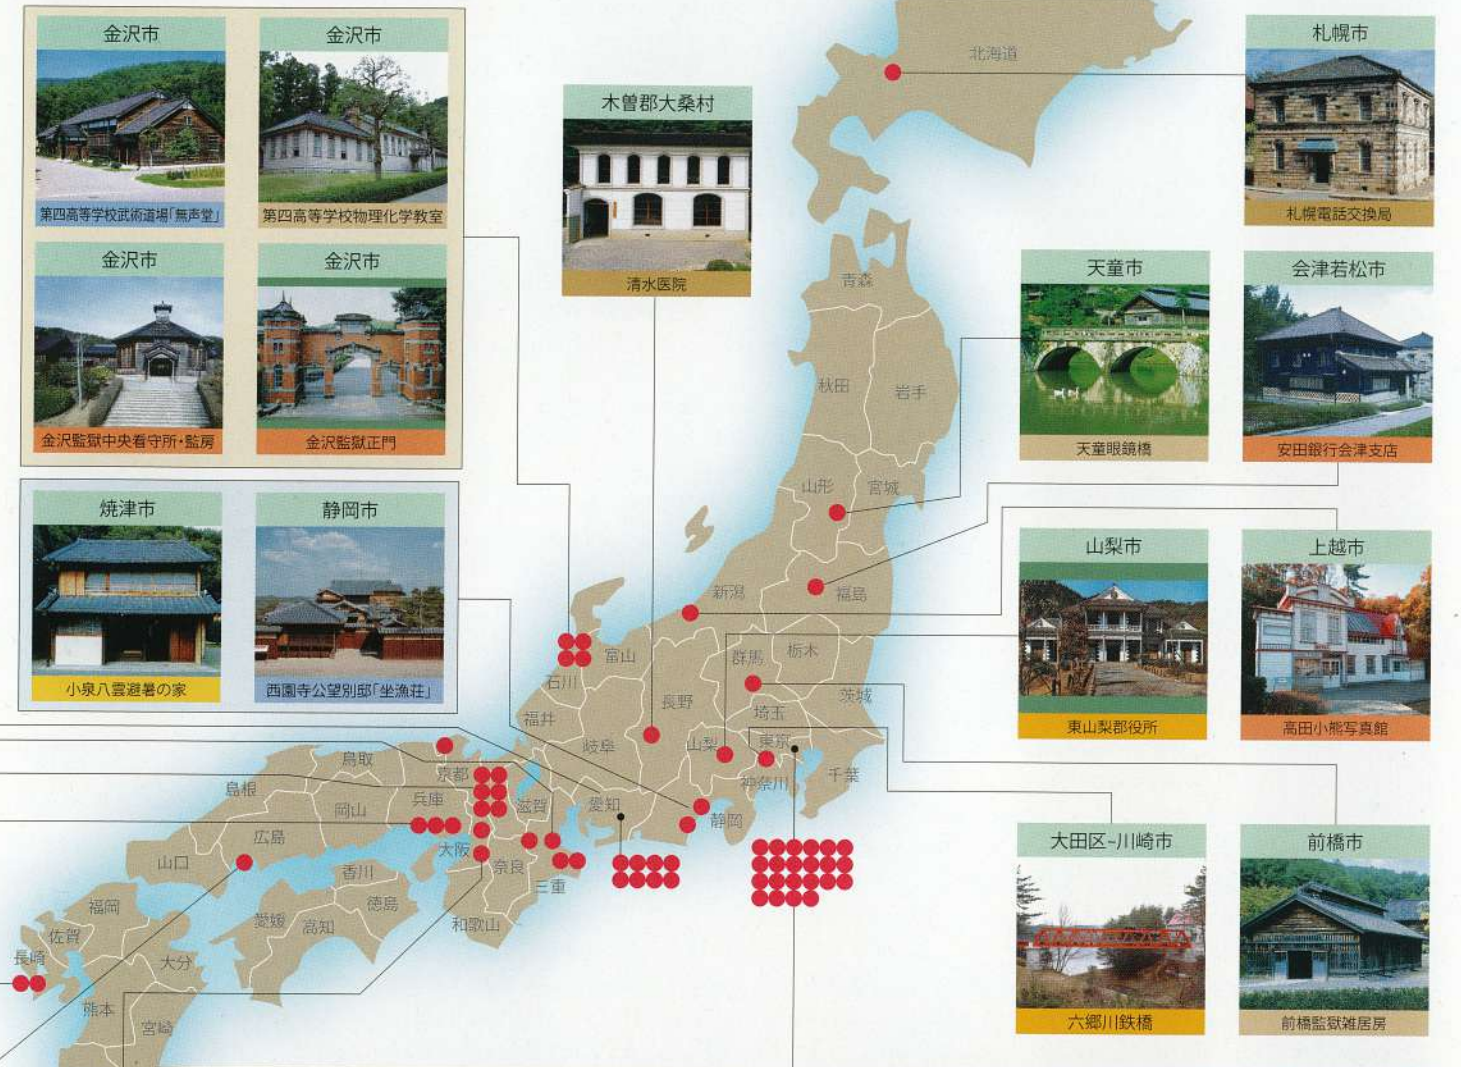 金沢市
第四高等学校武術道場「無声堂」
金沢市
第四高等学校物理化学教室
金沢市
金沢監獄中央看守所・監房
金沢市
金沢監獄正門
焼津市
小泉八雲避暑の家
静岡市
西園寺公望別邸「坐漁荘」
木曽郡大桑村
清水医院
札幌市
札幌電話交換局
天童市
天童眼鏡橋
会津若松市
安田銀行会津支店
山梨市
東山梨郡役所
上越市
高田小熊写真館
大田区~川崎市
六郷川鉄橋
前橋市
前橋監獄雑居房
北海道
青森
秋田
岩手
山形
宮城
新潟
福島
富山
石川
群馬
栃木
長野
茨城
埼玉
福井
岐阜
山梨
東京
神奈川
千葉
静岡
愛知
鳥取
京都
滋賀
島根
岡山
兵庫
広島
山口
大阪
奈良
三重
和歌山
香川
徳島
愛媛
高知
福岡
佐賀
長崎
大分
熊本
宮崎